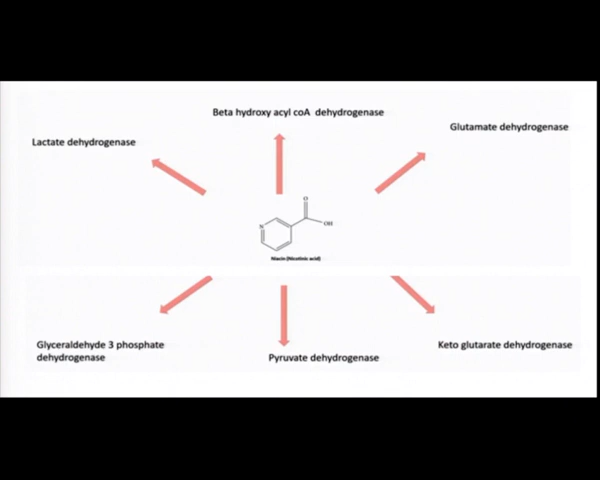 Beta hydroxy acyl coA dehydrogenase
Glutamate dehydrogenase
Lactate dehydrogenase
O
OH
N
Niacin (Nicotinic acid)
Glyceraldehyde 3 phosphate
dehydrogenase
Pyruvate dehydrogenase
Keto glutarate dehydrogenase